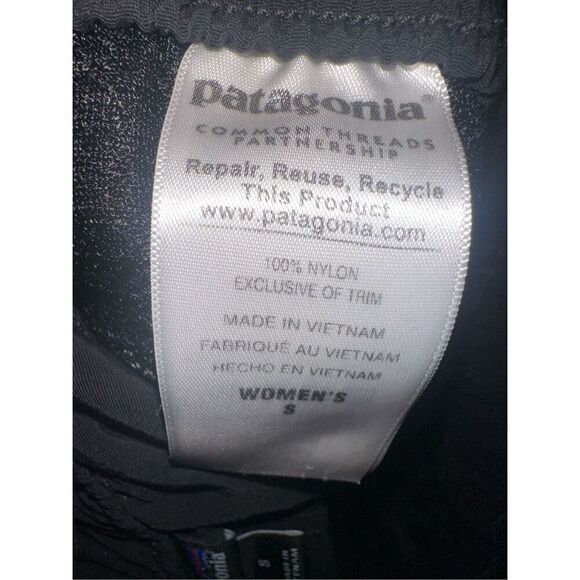 patagonia®
COMMON THREADS
PARTNERSHIP
Repair, Reuse, Recycle
This Product
www.patagonia.com
100% NYLON
EXCLUSIVE OF TRIM
MADE IN VIETNAM
FABRIQUÉ AU VIETNAM
HECHO EN VIETNAM
WOMEN'S
S
S